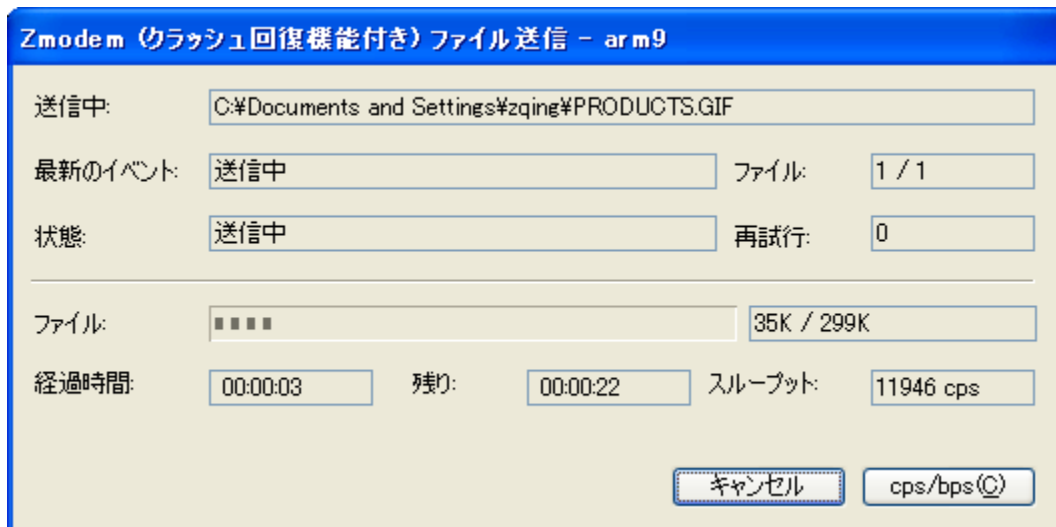 Zmodem (クラッシュ回復機能付き) ファイル送信 - arm9
送信中: C:¥Documents and Settings¥zqing¥PRODUCTS.GIF
最新のイベント: 送信中 ファイル: 1 / 1
状態: 送信中 再試行: 0
ファイル: 35K / 299K
経過時間: 00:00:03 残り: 00:00:22 スループット: 11946 cps
キャンセル cps/bps(C)